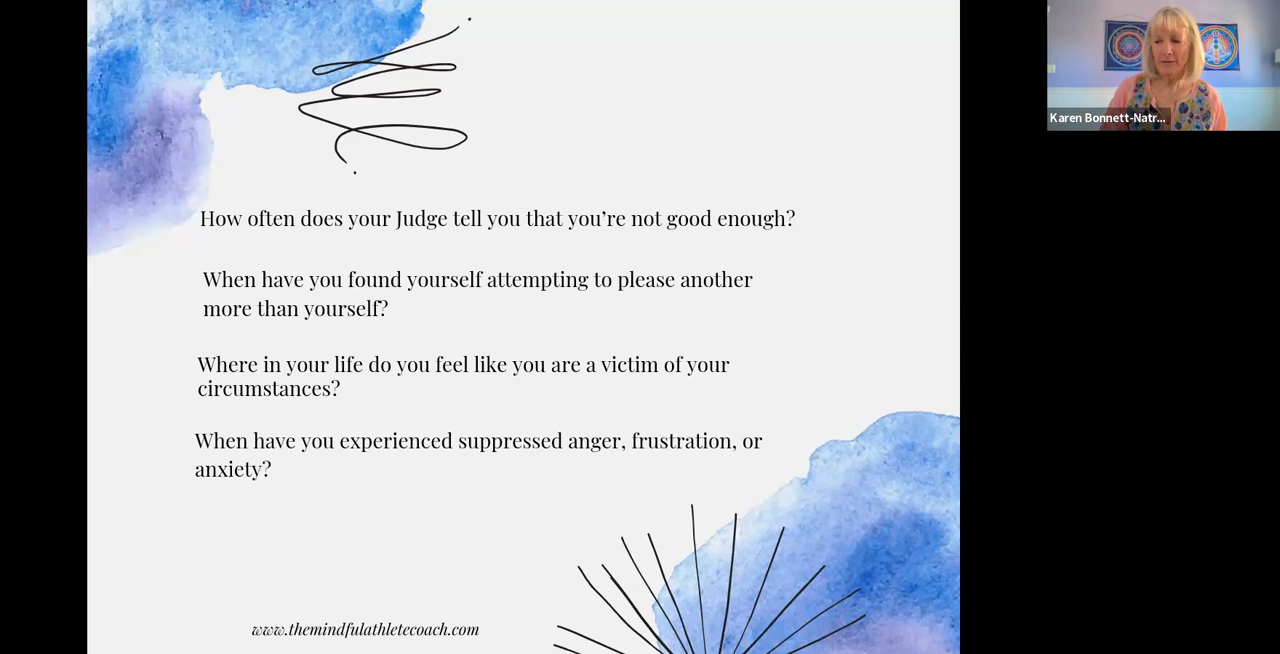 Karen Bonnett-Natr...
How often does your Judge tell you that you’re not good enough?
When have you found yourself attempting to please another
more than yourself?
Where in your life do you feel like you are a victim of your
circumstances?
When have you experienced suppressed anger, frustration, or
anxiety?
www.themindfulathletecoach.com